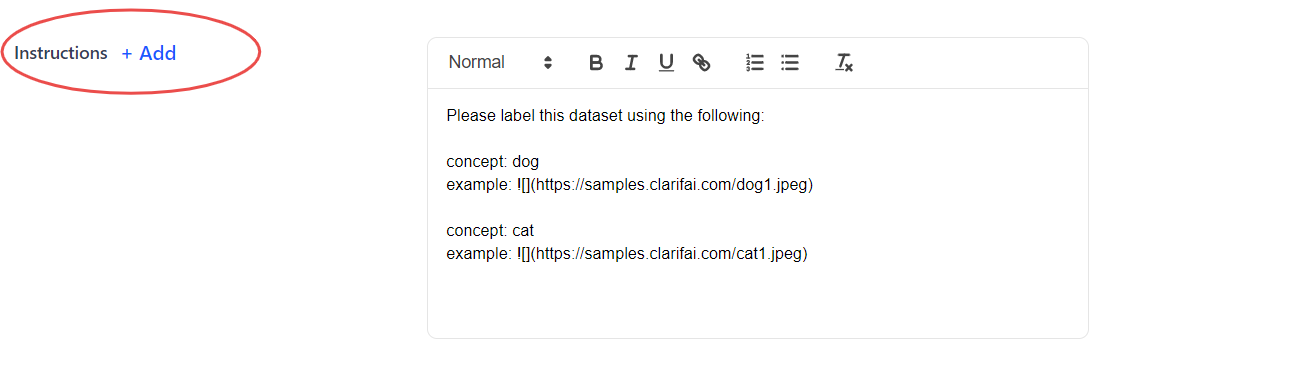 Instructions + Add
Normal
Please label this dataset using the following:
concept: dog
example: ![](https://samples.clarifai.com/dog1.jpeg)
concept: cat
example: ![](https://samples.clarifai.com/cat1.jpeg)